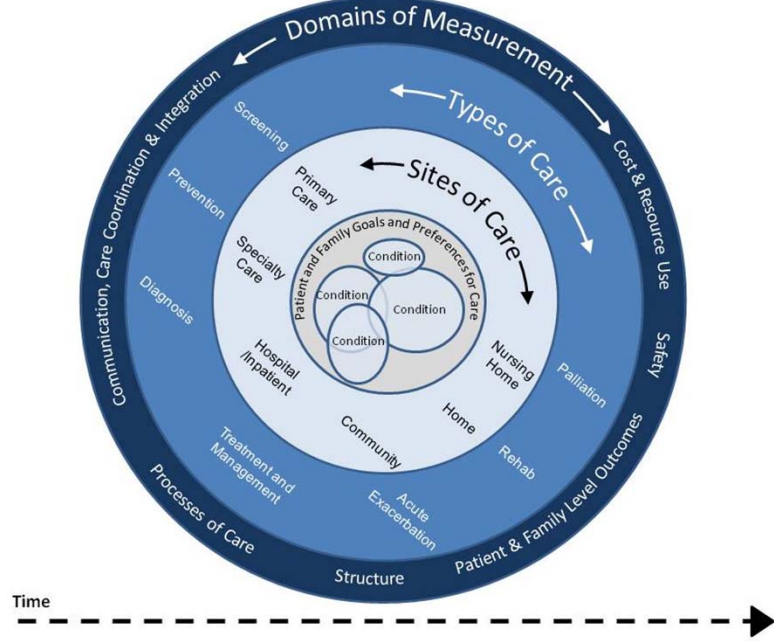 Domains of Measurement
Communication, Care Coordination & Integration
Cost & Resource Use
Safety
Patient & Family Level Outcomes
Structure
Processes of Care
Types of Care
Screening
Prevention
Diagnosis
Treatment and
Management
Acute
Exacerbation
Rehab
Palliation
Sites of Care
Primary
Care
Specialty
Care
Hospital
/Inpatient
Community
Home
Nursing
Home
Patient and Family Goals and Preferences for Care
Condition
Condition
Condition
Condition
Time